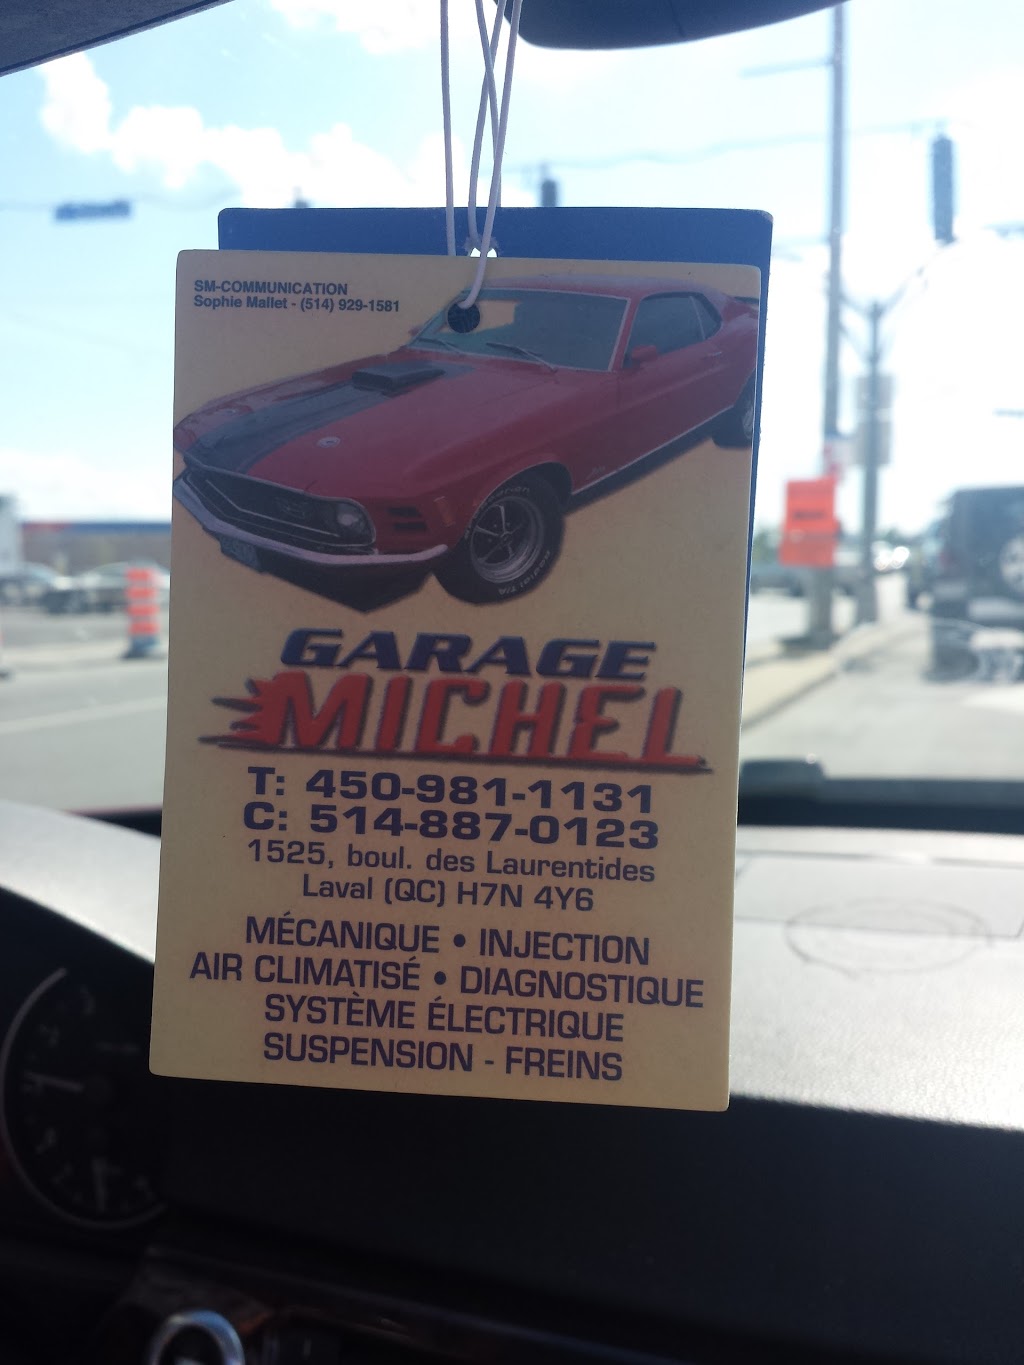 SM-COMMUNICATION
Sophie Mallet - (514) 929-1581
GARAGE
MICHEL
T: 450-981-1131
C: 514-887-0123
1525, boul. des Laurentides
Laval (QC) H7N 4Y6
MÉCANIQUE • INJECTION
AIR CLIMATISÉ • DIAGNOSTIQUE
SYSTÈME ÉLECTRIQUE
SUSPENSION - FREINS